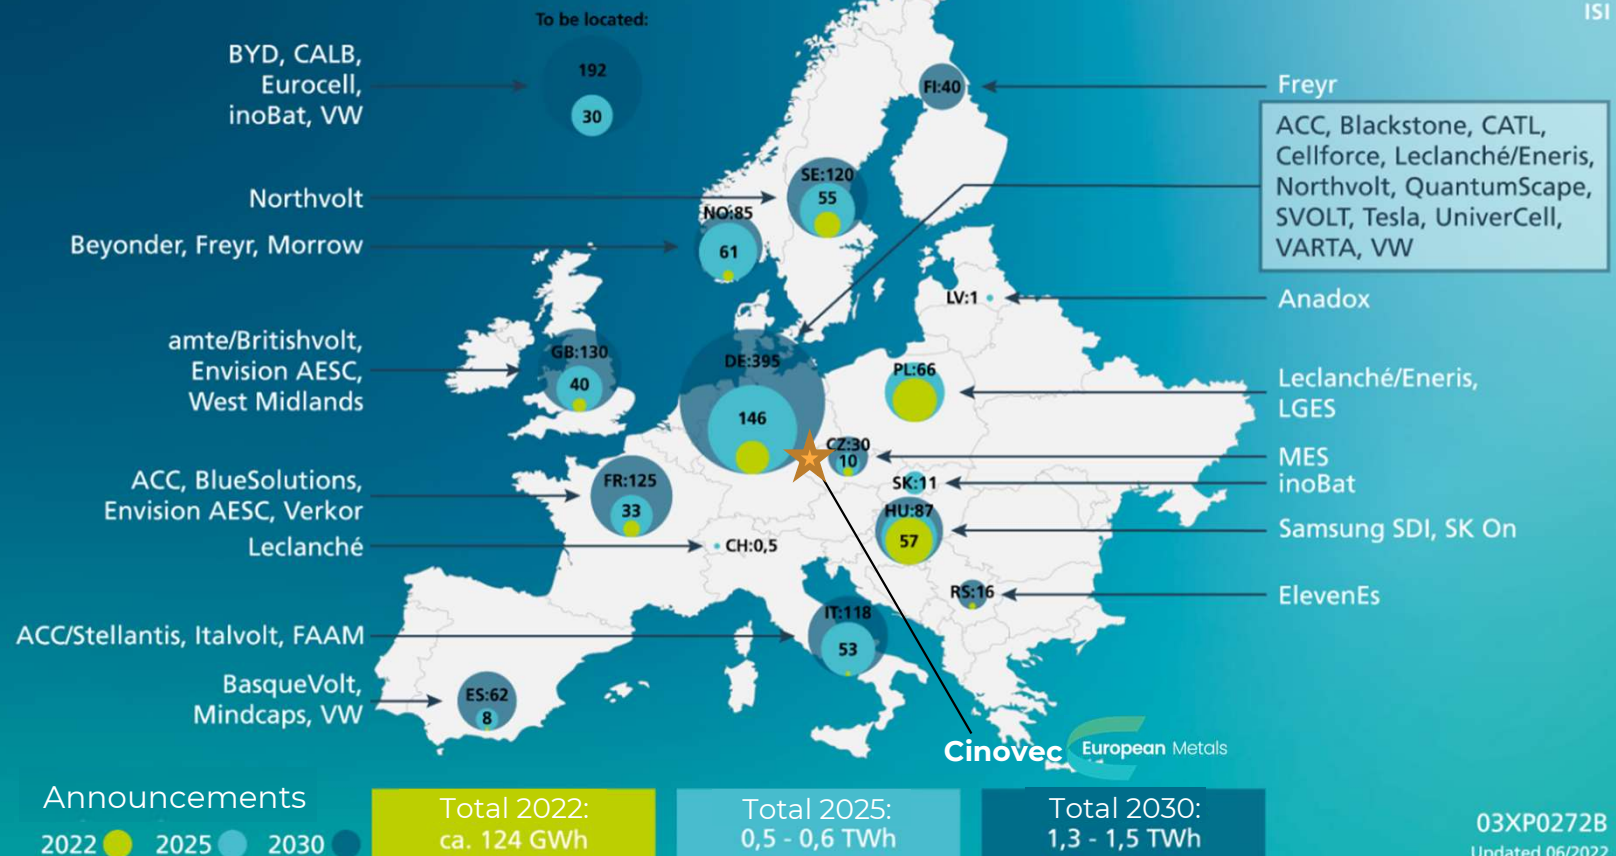 ISI
To be located:
BYD, CALB,
Eurocell,
inoBat, VW
192
30
FI:40
Freyr
ACC, Blackstone, CATL,
Cellforce, Leclanché/Eneris,
Northvolt, QuantumScape,
SVOLT, Tesla, UniverCell,
VARTA, VW
Northvolt
SE:120
55
Beyonder, Freyr, Morrow
NO:85
61
LV:1
Anadox
amte/Britishvolt,
Envision AESC,
West Midlands
GB:130
40
DE:395
146
PL:66
Leclanché/Eneris,
LGES
CZ:30
10
MES
SK:11
inoBat
ACC, BlueSolutions,
Envision AESC, Verkor
FR:125
33
HU:87
57
Samsung SDI, SK On
Leclanché
CH:0,5
RS:16
ElevenEs
ACC/Stellantis, Italvolt, FAAM
IT:118
53
BasqueVolt,
Mindcaps, VW
ES:62
8
Cinovec
European Metals
Announcements
2022
2025
2030
Total 2022:
ca. 124 GWh
Total 2025:
0,5 - 0,6 TWh
Total 2030:
1,3 - 1,5 TWh
03XP0272B
Updated 06/2022